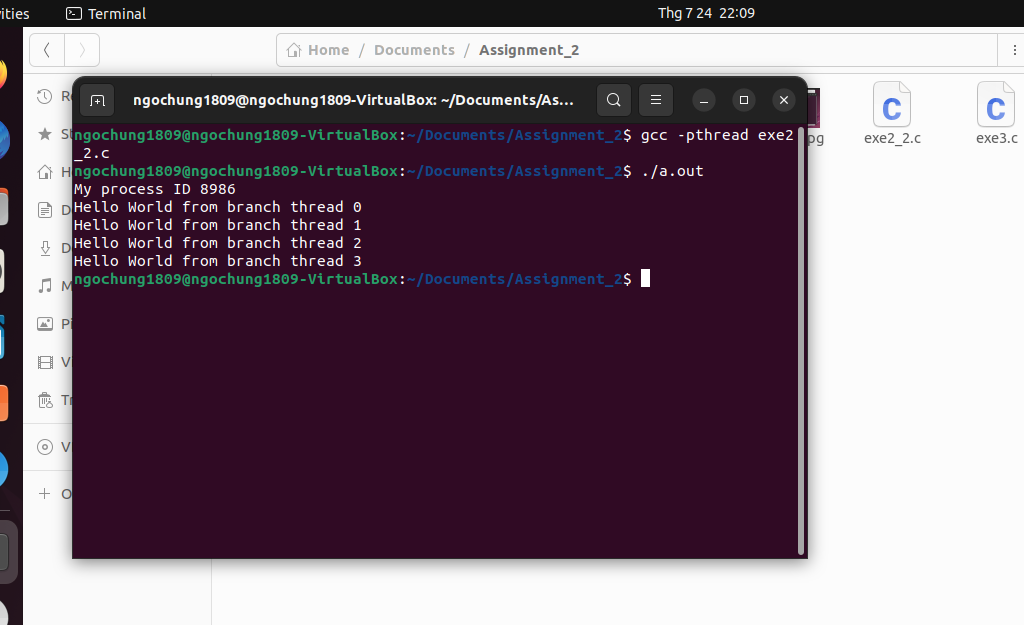 ities
Terminal
Thg 7 24 22:09
Home / Documents / Assignment_2
ngochung1809@ngochung1809-VirtualBox: ~/Documents/As...
ngochung1809@ngochung1809-VirtualBox:~/Documents/Assignment_2$ gcc -pthread exe2
_2.c
ngochung1809@ngochung1809-VirtualBox:~/Documents/Assignment_2$ ./a.out
My process ID 8986
Hello World from branch thread 0
Hello World from branch thread 1
Hello World from branch thread 2
Hello World from branch thread 3
ngochung1809@ngochung1809-VirtualBox:~/Documents/Assignment_2$
R
S
H
D
D
M
Pi
V
Tr
V
O
pg
exe2_2.c
exe3.c